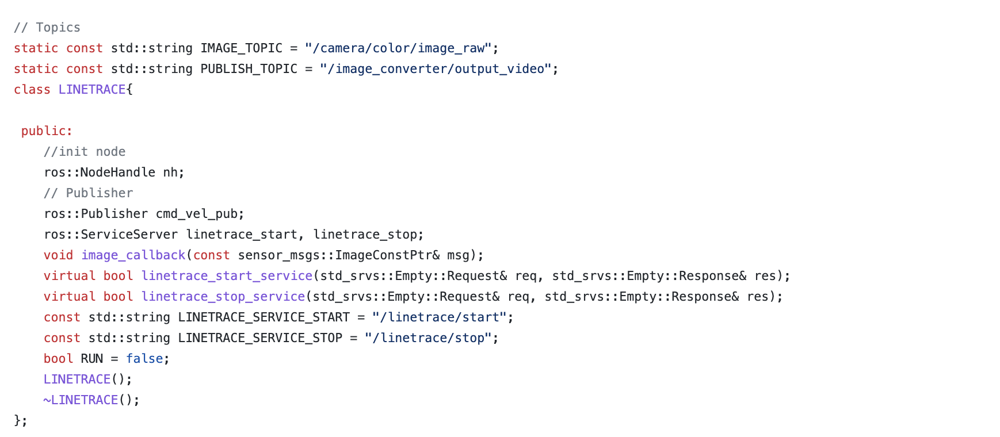 // Topics
static const std::string IMAGE_TOPIC = "/camera/color/image_raw";
static const std::string PUBLISH_TOPIC = "/image_converter/output_video";
class LINETRACE{
public:
//init node
ros::NodeHandle nh;
// Publisher
ros::Publisher cmd_vel_pub;
ros::ServiceServer linetrace_start, linetrace_stop;
void image_callback(const sensor_msgs::ImageConstPtr& msg);
virtual bool linetrace_start_service(std_srvs::Empty::Request& req, std_srvs::Empty::Response& res);
virtual bool linetrace_stop_service(std_srvs::Empty::Request& req, std_srvs::Empty::Response& res);
const std::string LINETRACE_SERVICE_START = "/linetrace/start";
const std::string LINETRACE_SERVICE_STOP = "/linetrace/stop";
bool RUN = false;
LINETRACE();
~LINETRACE();
};